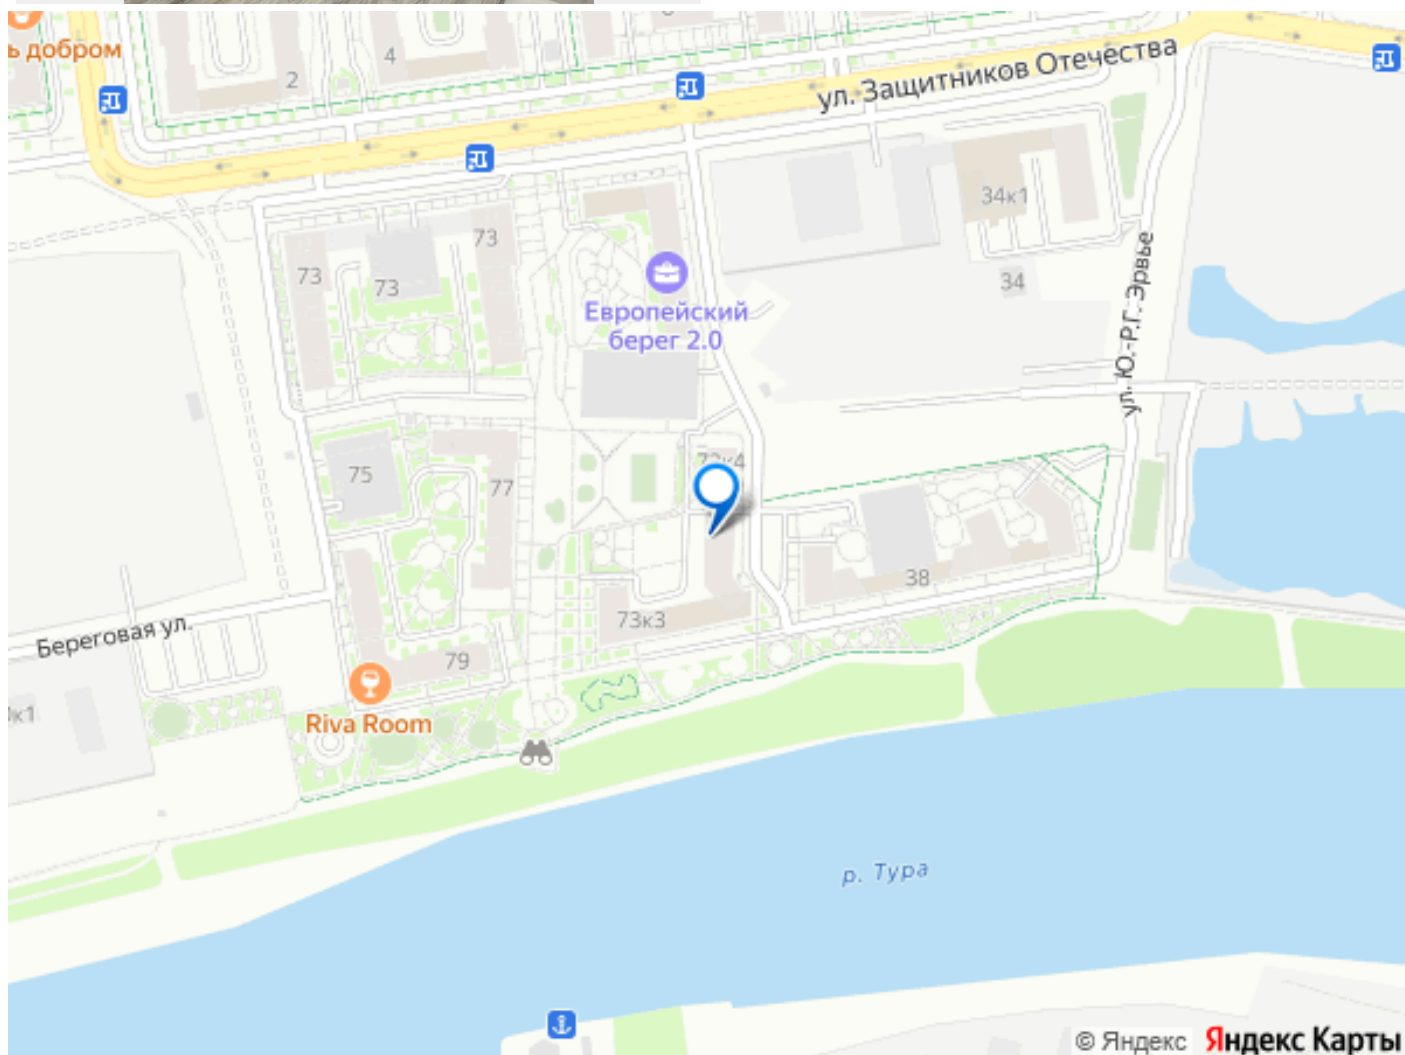 ь добром
4
2
ул. Защитников Отечества
34к1
73
73
73
34
Европейский
берег 2.0
ул. Ю.-Р.Г. Эрвье
75
77
38
73к3
Береговая ул.
79
Riva Room
р. Тура
© Яндекс Яндекс Карты